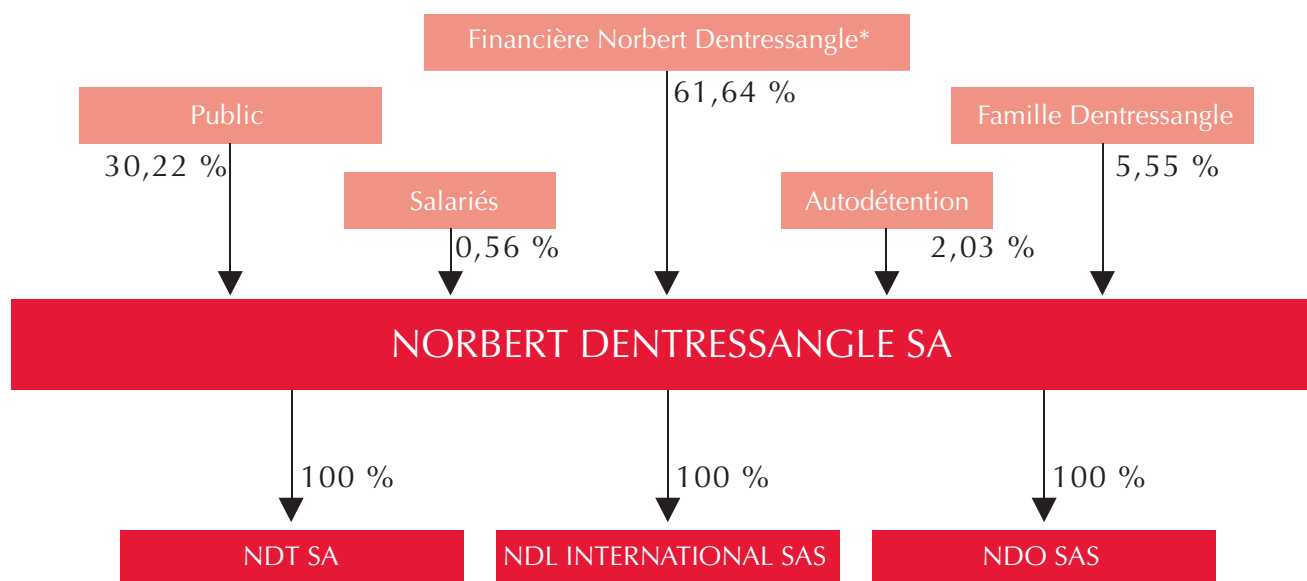 Financière Norbert Dentressangle*
61,64 %
Public
30,22 %
Famille Dentressangle
5,55 %
Salariés
0,56 %
Autodétention
2,03 %
NORBERT DENTRESSANGLE SA
100 %
100 %
100 %
NDT SA
NDL INTERNATIONAL SAS
NDO SAS